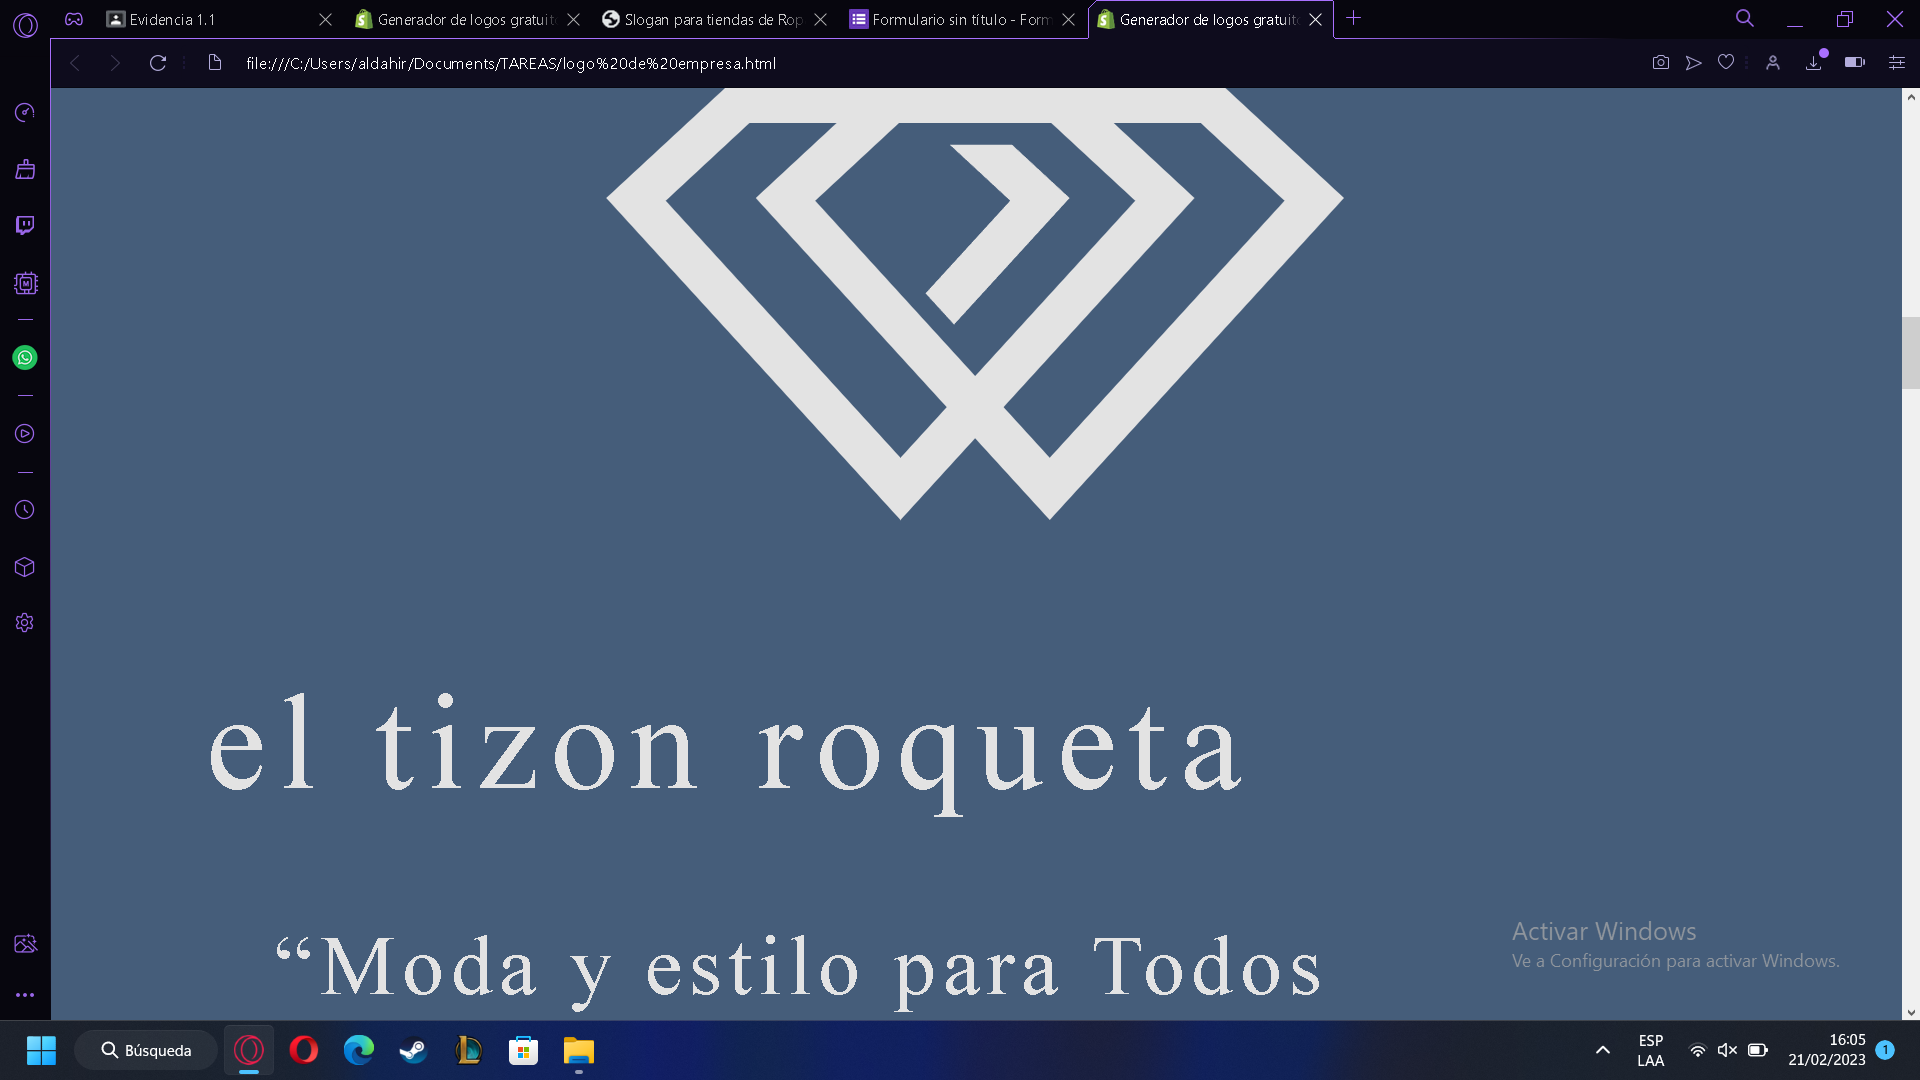 Evidencia 1.1
Generador de logos gratuit
Slogan para tiendas de Rop
Formulario sin título - Form
Generador de logos gratuit
file:///C:/Users/aldahir/Documents/TAREAS/logo%20de%20empresa.html
el tizon roqueta
“Moda y estilo para Todos
Activar Windows
Ve a Configuración para activar Windows.
Búsqueda
ESP
LAA
16:05
21/02/2023
1